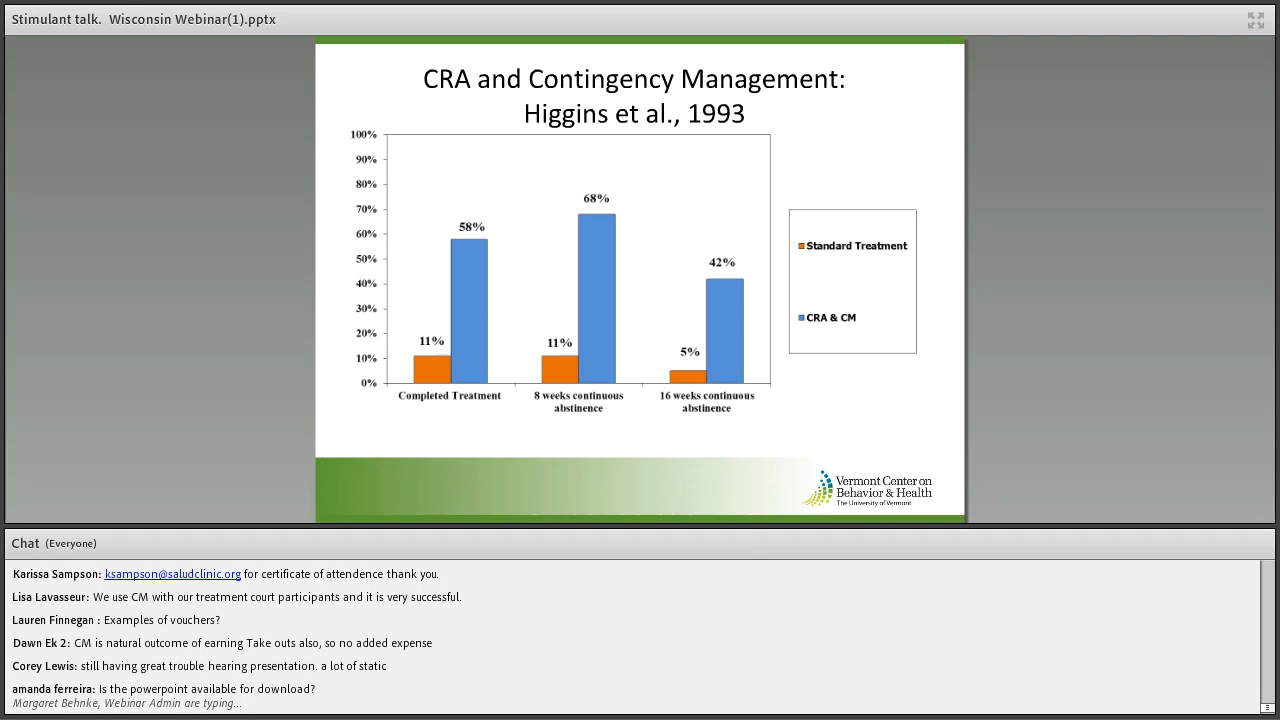 Stimulant talk.  Wisconsin Webinar(1).pptx
CRA and Contingency Management:
Higgins et al., 1993
100%
90%
80%
70%
60%
50%
40%
30%
20%
10%
0%
11%
58%
11%
68%
5%
42%
Completed Treatment
8 weeks continuous
abstinence
16 weeks continuous
abstinence
Standard Treatment
CRA & CM
Vermont Center on
Behavior & Health
The University of Vermont
Chat (Everyone)
Karissa Sampson: ksampson@saludclinic.org for certificate of attendence thank you.
Lisa Lavasseur: We use CM with our treatment court participants and it is very successful.
Lauren Finnegan : Examples of vouchers?
Dawn Ek 2: CM is natural outcome of earning Take outs also, so no added expense
Corey Lewis: still having great trouble hearing presentation. a lot of static
amanda ferreira: Is the powerpoint available for download?
Margaret Behnke, Webinar Admin are typing...